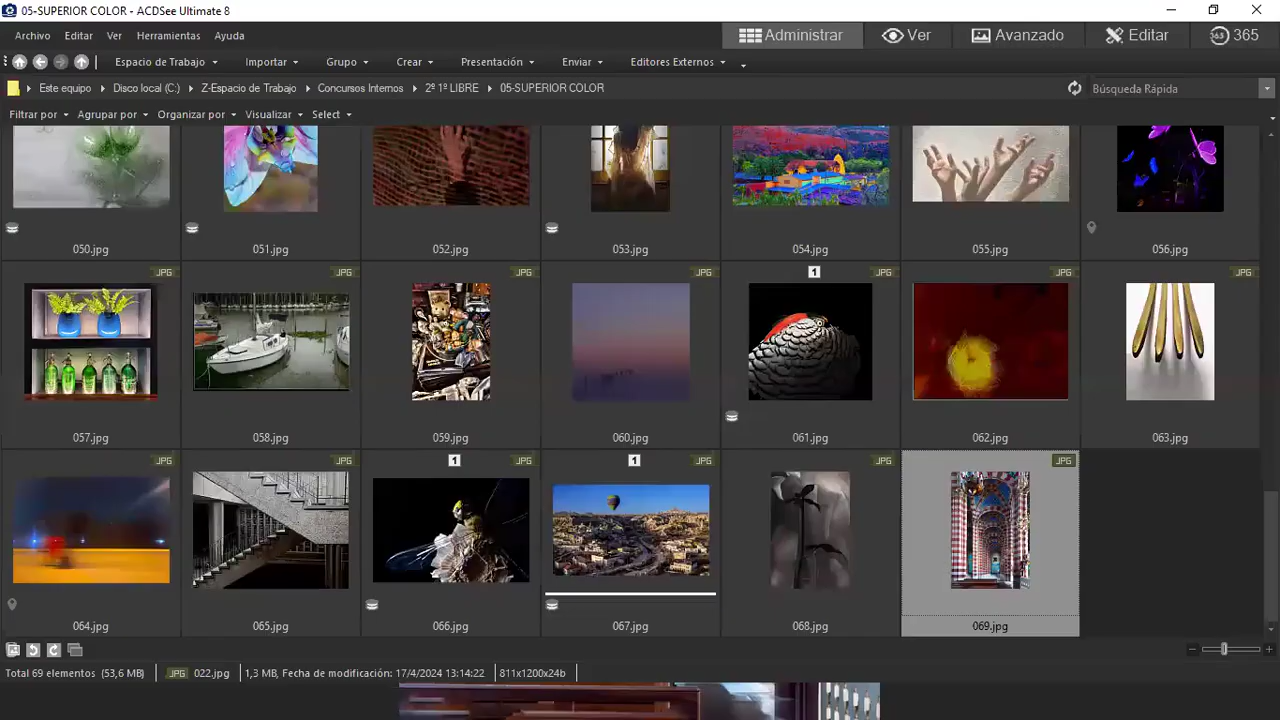 05-SUPERIOR COLOR - ACDSee Ultimate 8
Archivo Editar Ver Herramientas Ayuda
Administrar Ver Avanzado Editar 365 365
Espacio de Trabajo Importar Grupo Crear Presentación Enviar Editores Externos
Este equipo Disco local (C:) Z-Espacio de Trabajo Concursos Internos 2º 1º LIBRE 05-SUPERIOR COLOR
Búsqueda Rápida
Filtrar por Agrupar por Organizar por Visualizar Select
050.jpg 051.jpg 052.jpg 053.jpg 054.jpg 055.jpg 056.jpg
JPG JPG JPG JPG 1 JPG JPG JPG
057.jpg 058.jpg 059.jpg 060.jpg 061.jpg 062.jpg 063.jpg
JPG JPG 1 JPG 1 JPG JPG JPG
064.jpg 065.jpg 066.jpg 067.jpg 068.jpg 069.jpg
Total 69 elementos (53,6 MB) JPG 022.jpg 1,3 MB, Fecha de modificación: 17/4/2024 13:14:22 811x1200x24b